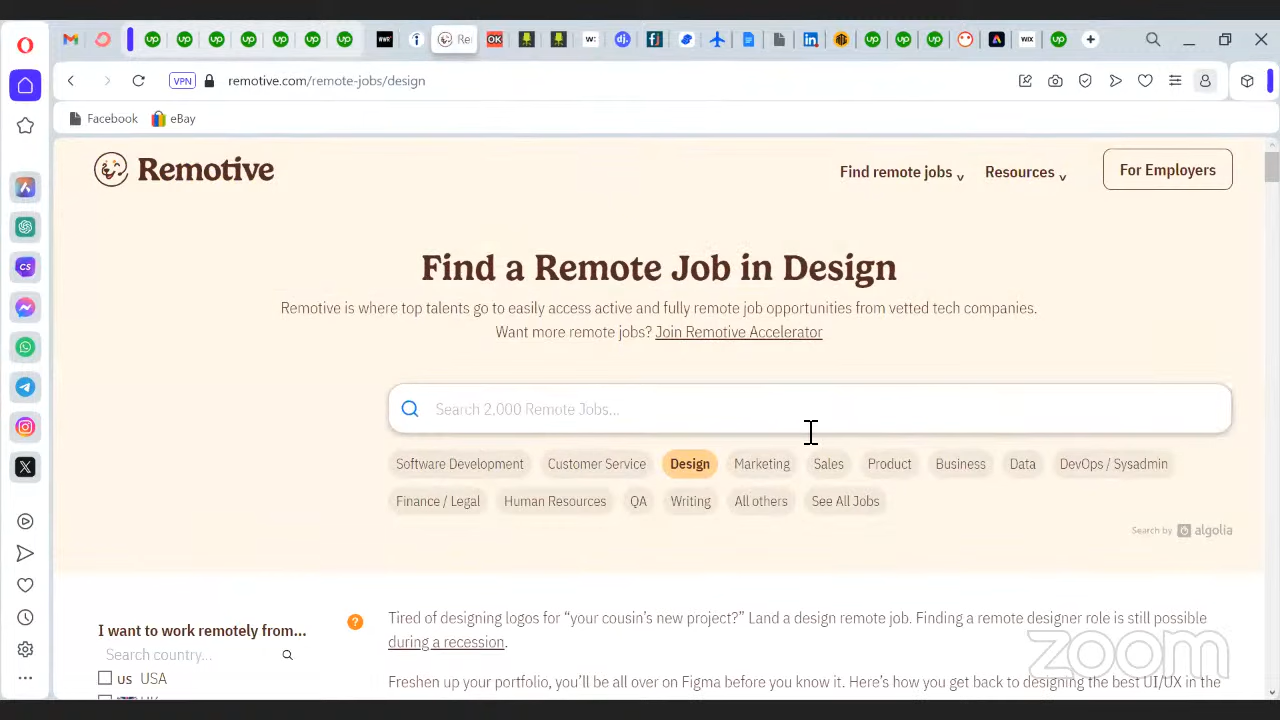 Re
OK
WIX
VPN
remotive.com/remote-jobs/design
Facebook
eBay
Remotive
Find remote jobs
Resources
For Employers
Find a Remote Job in Design
Remotive is where top talents go to easily access active and fully remote job opportunities from vetted tech companies.
Want more remote jobs? Join Remotive Accelerator
Search 2,000 Remote Jobs...
Software Development Customer Service Design Marketing Sales Product Business Data DevOps / Sysadmin
Finance / Legal Human Resources QA Writing All others See All Jobs
Search by algolia
I want to work remotely from...
Search country...
us USA
?
Tired of designing logos for “your cousin’s new project?” Land a design remote job. Finding a remote designer role is still possible
during a recession.
Freshen up your portfolio, you’ll be all over on Figma before you know it. Here’s how you get back to designing the best UI/UX in the
zoom